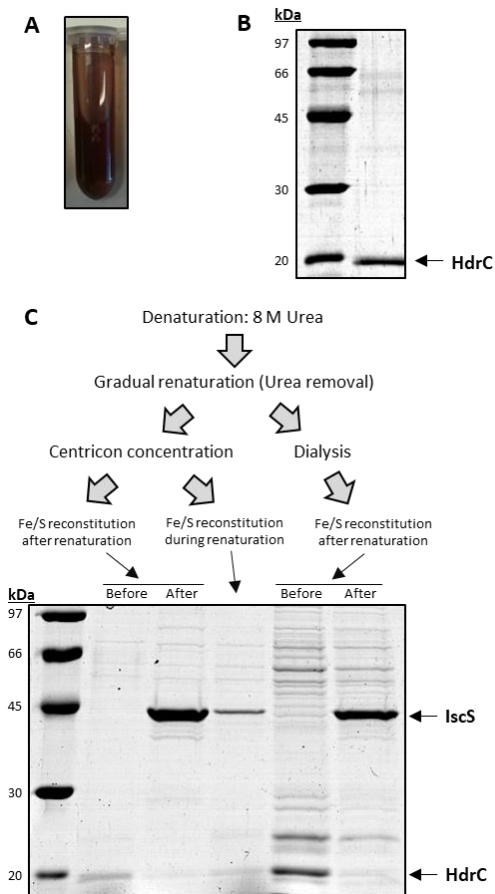 A
B
kDa
97
66
45
30
20
HdrC
C
Denaturation: 8 M Urea
Gradual renaturation (Urea removal)
Centricon concentration
Dialysis
Fe/S reconstitution
after renaturation
Fe/S reconstitution
during renaturation
Fe/S reconstitution
after renaturation
kDa
Before
After
Before
After
97
66
45
30
20
IscS
HdrC